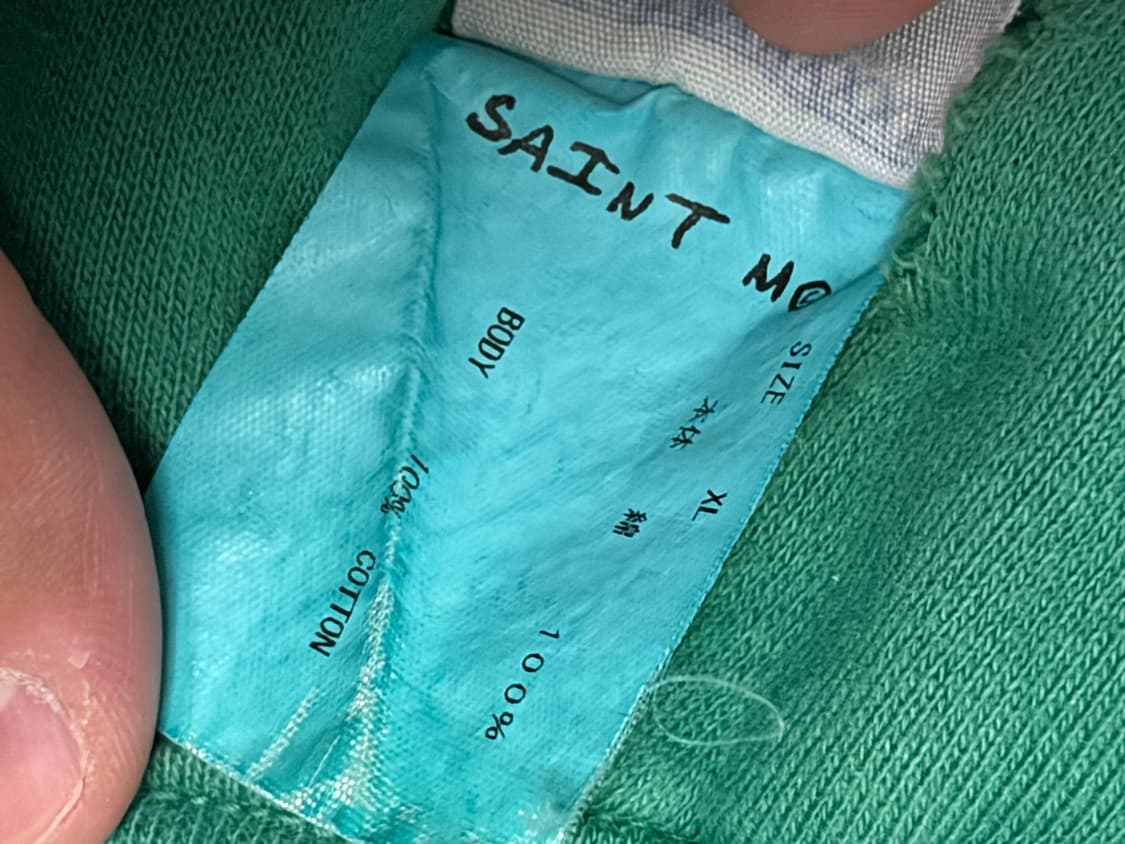 SAINT M@
SIZE XL
本体 綿 100%
BODY 100% COTTON